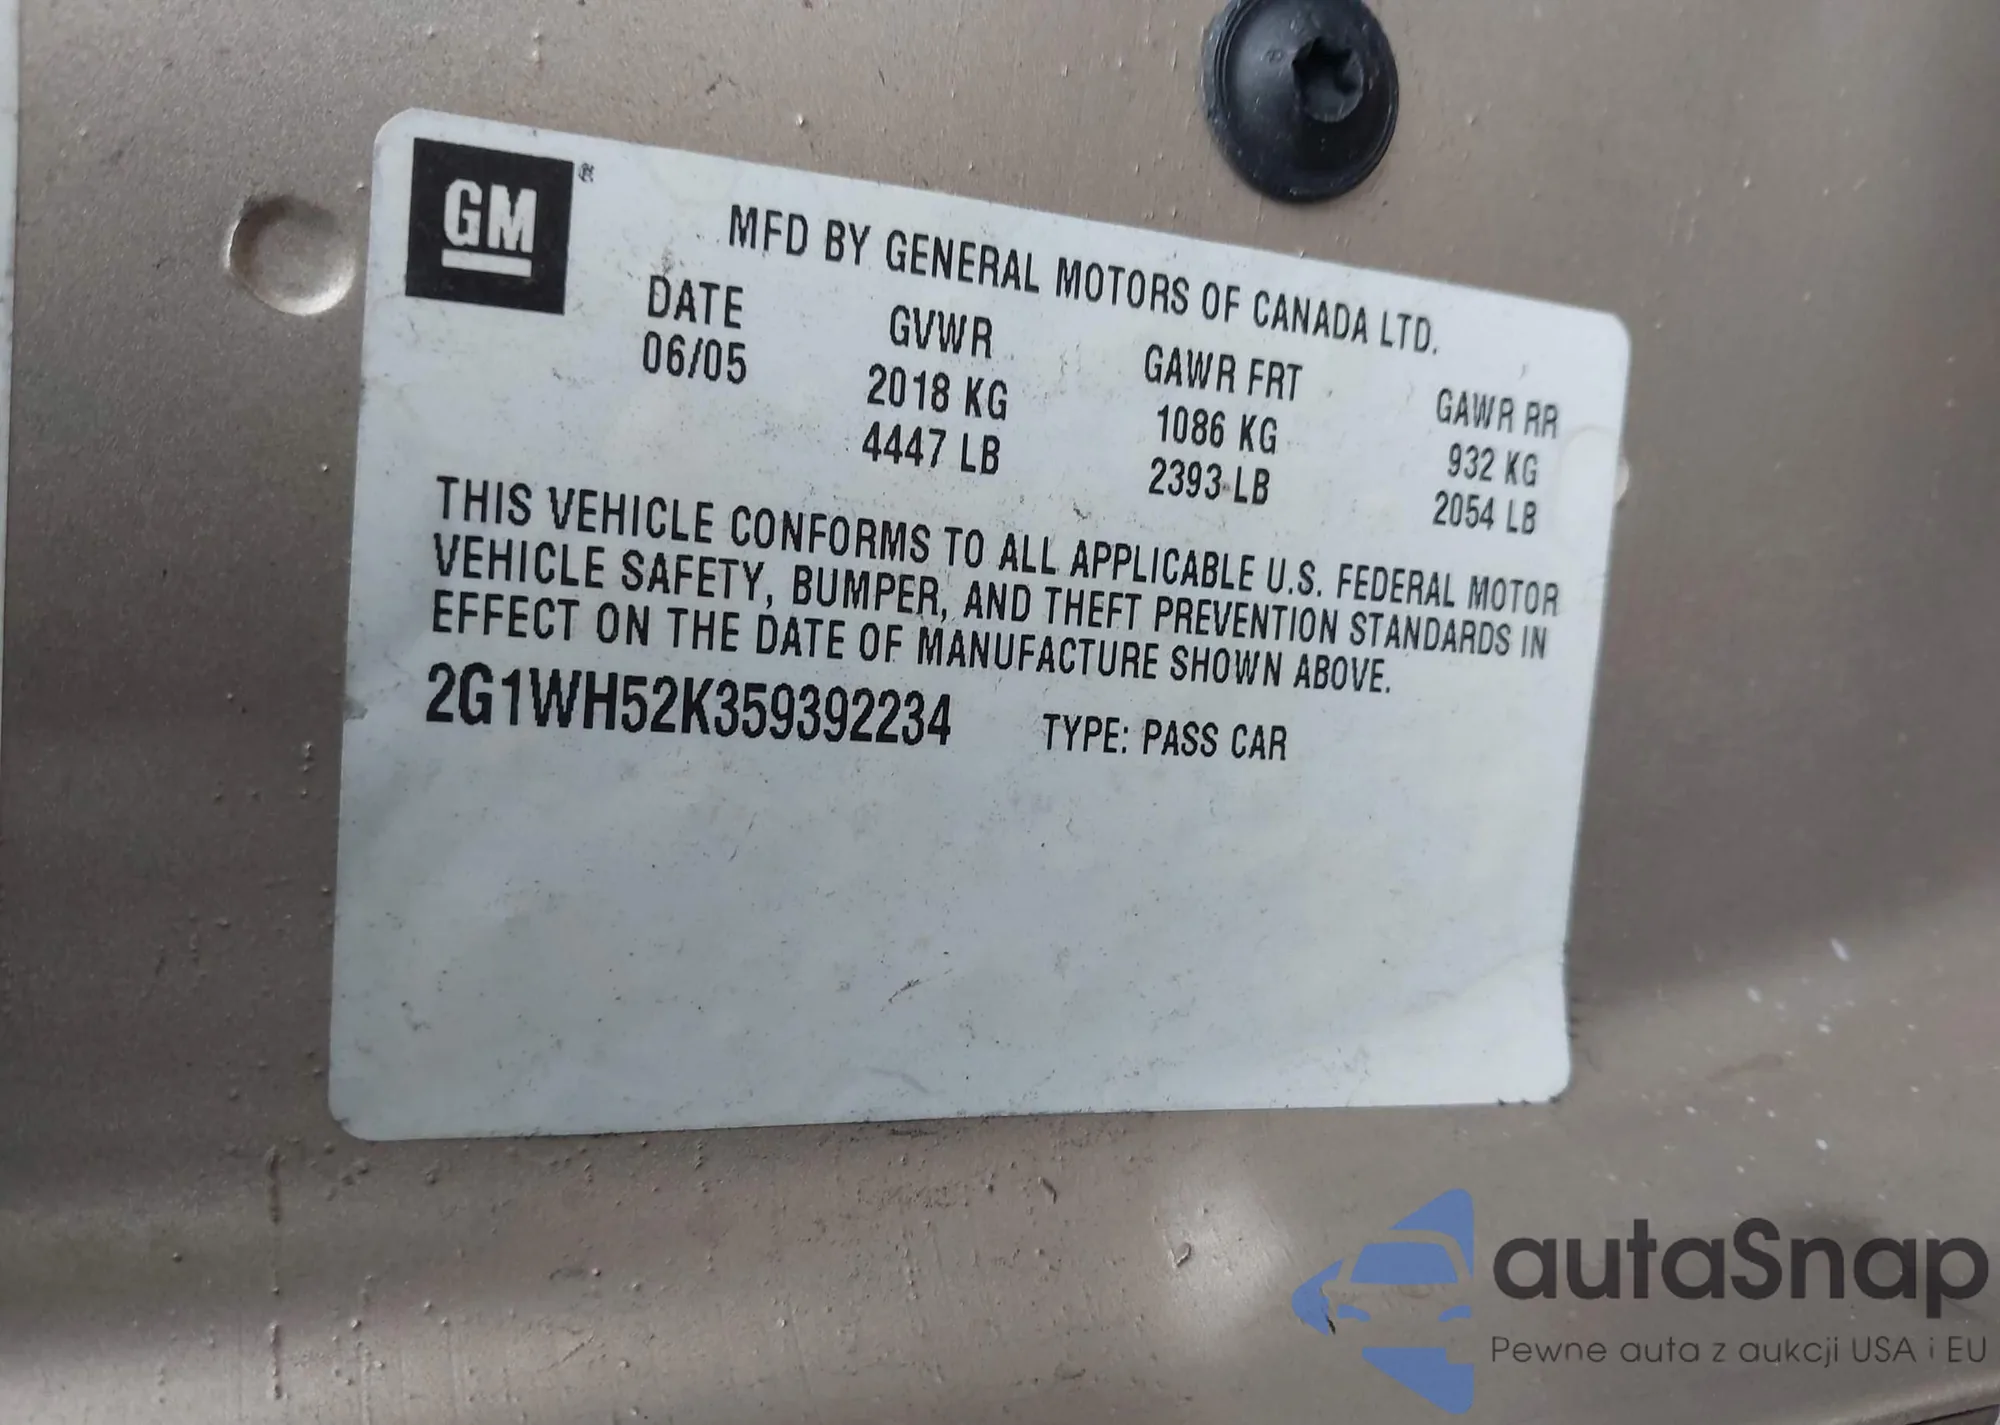 GM®
MFD BY GENERAL MOTORS OF CANADA LTD.
DATE GVWR GAWR FRT GAWR RR
06/05 2018 KG 1086 KG 932 KG
4447 LB 2393 LB 2054 LB
THIS VEHICLE CONFORMS TO ALL APPLICABLE U.S. FEDERAL MOTOR
VEHICLE SAFETY, BUMPER, AND THEFT PREVENTION STANDARDS IN
EFFECT ON THE DATE OF MANUFACTURE SHOWN ABOVE.
2G1WH52K359392234 TYPE: PASS CAR
autaSnap
Pewne auta z aukcji USA i EU